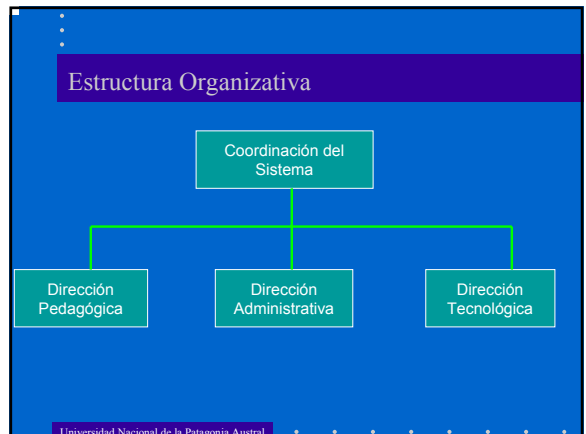 Estructura Organizativa
Coordinación del
Sistema
Dirección
Pedagógica
Dirección
Administrativa
Dirección
Tecnológica
Universidad Nacional de la Patagonia Austral